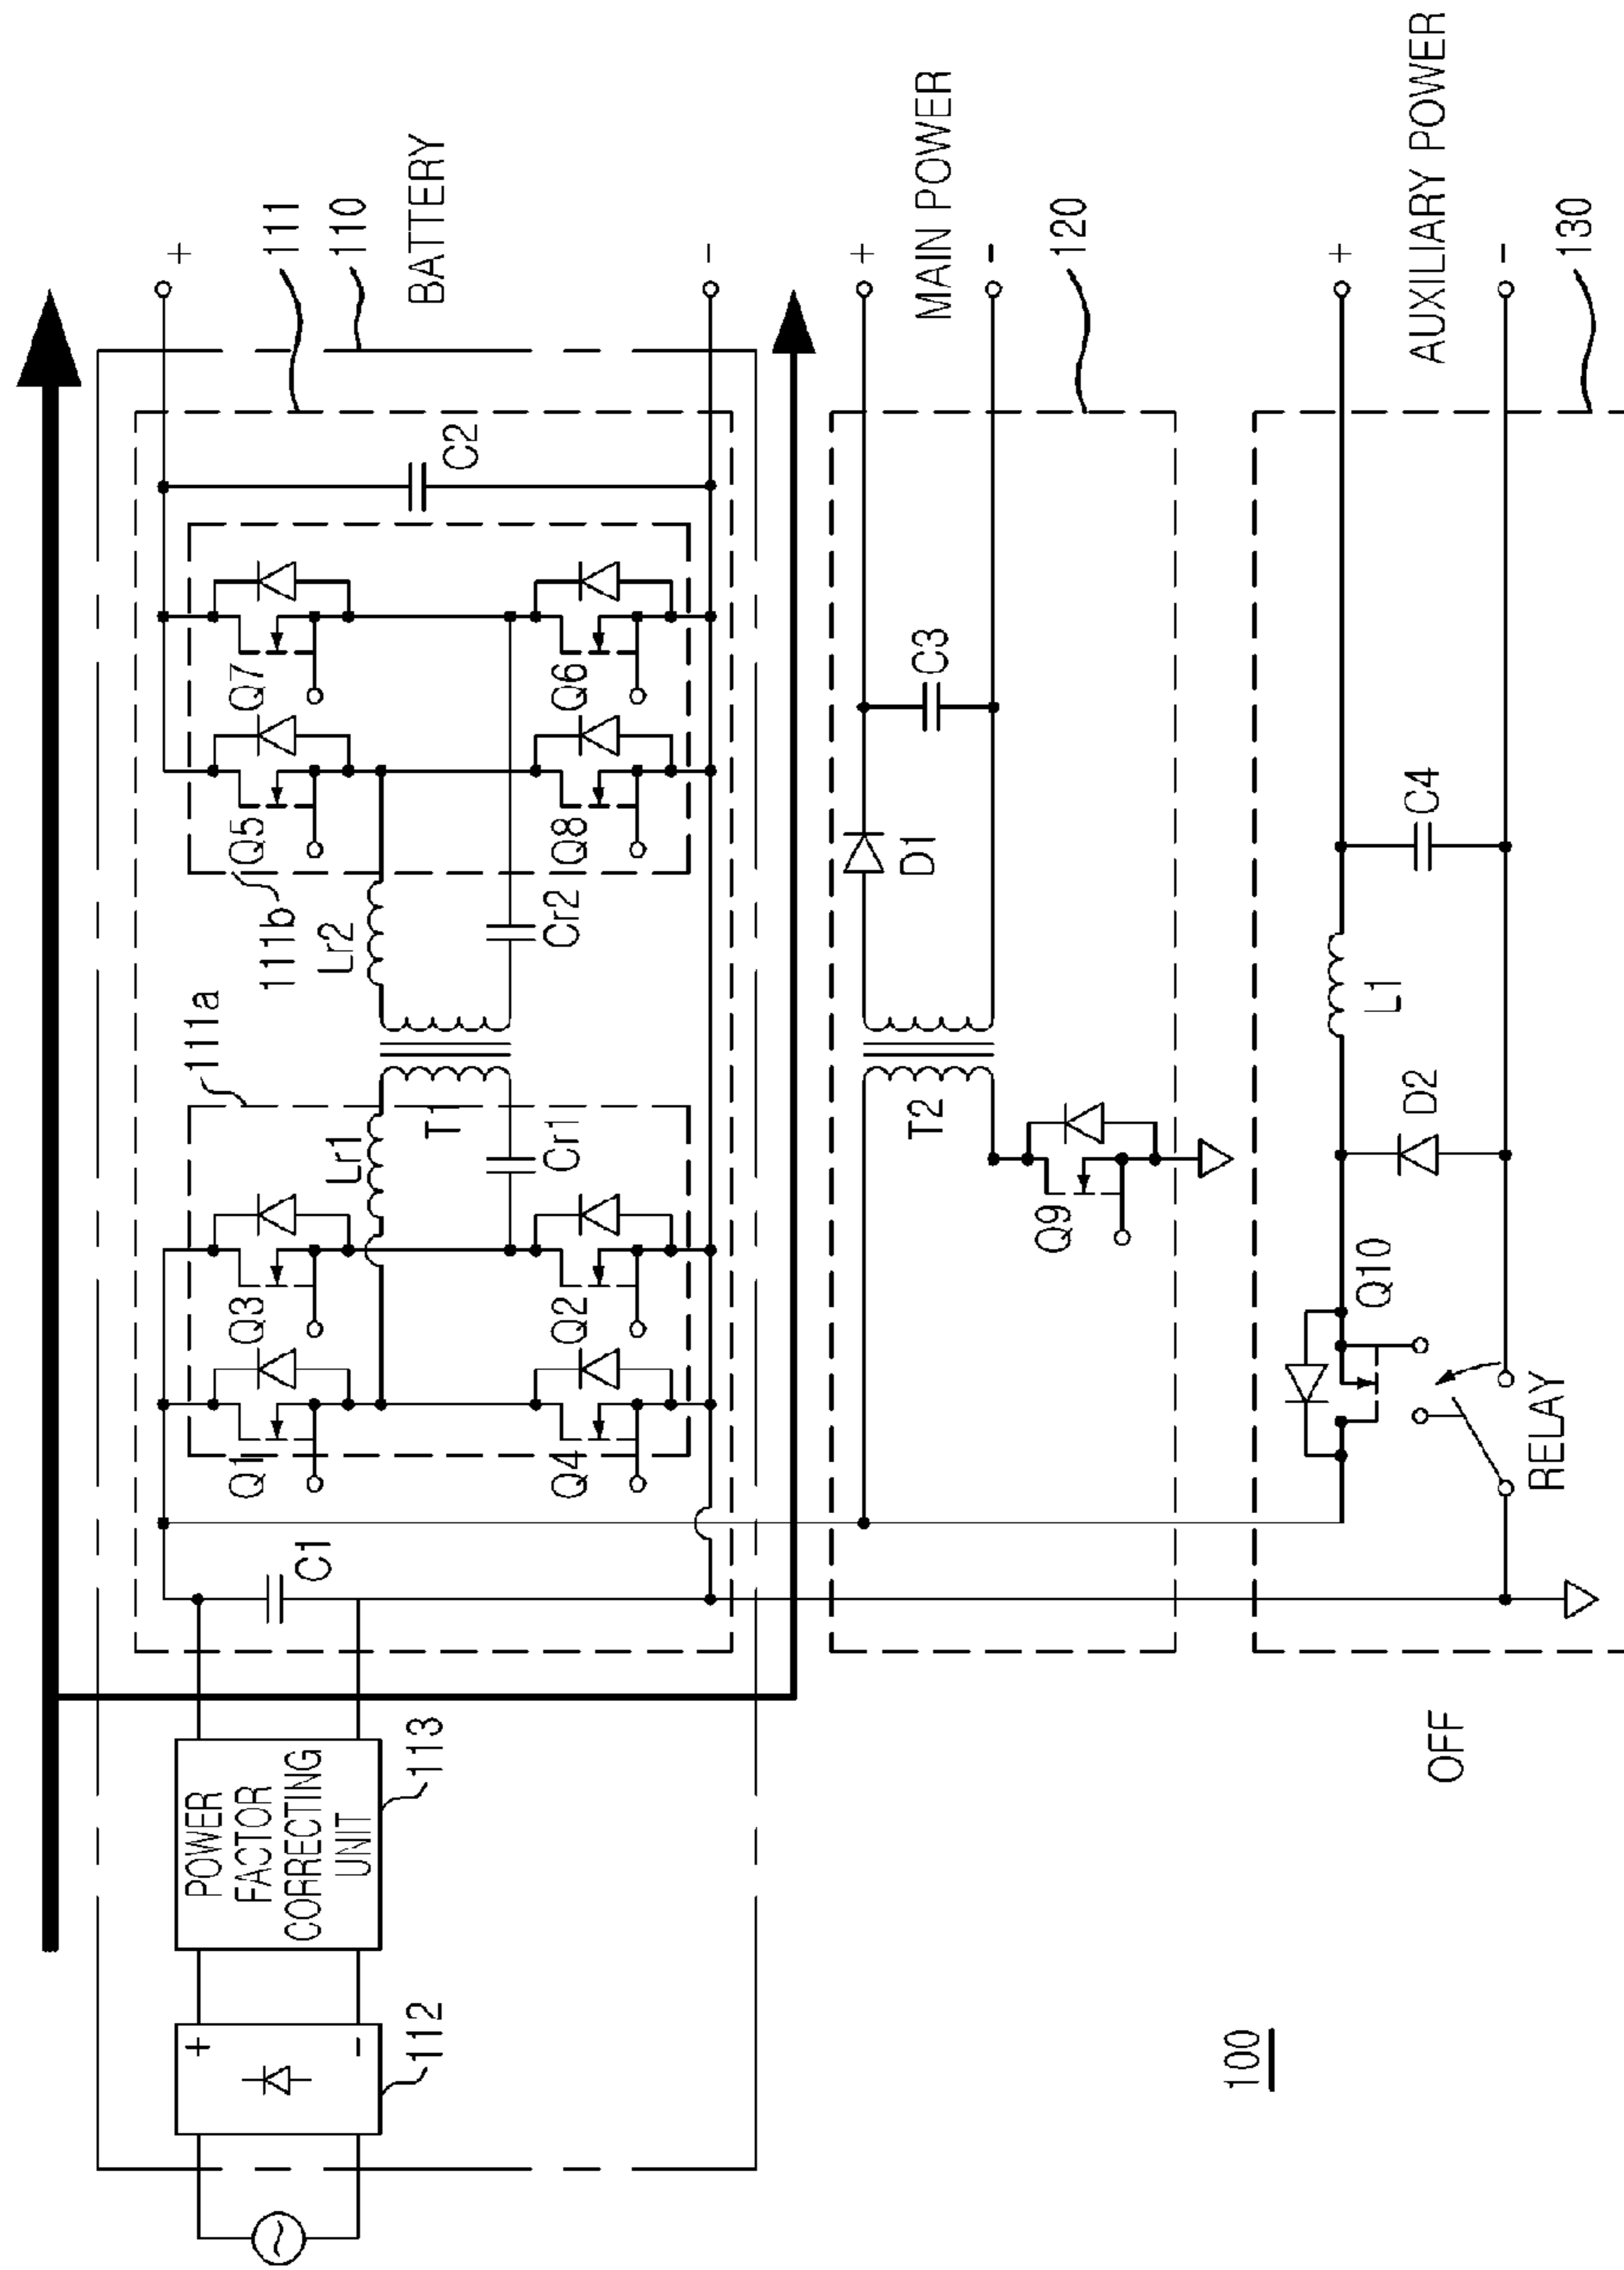 111
110
BATTERY
+
-
111a
111b
Q1
Q3
Q4
Q2
Lr1
Cr1
T1
Lr2
Cr2
Q5
Q7
Q8
Q6
C1
C2
+
-
112
POWER
FACTOR
CORRECTING
UNIT
113
+
-
MAIN POWER
120
T2
D1
C3
Q9
+
-
AUXILIARY POWER
130
Q10
D2
L1
C4
RELAY
OFF
100